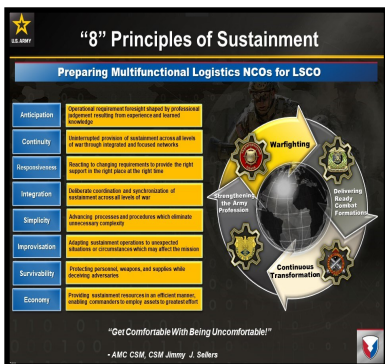 U.S. ARMY
“8” Principles of Sustainment
Preparing Multifunctional Logistics NCOs for LSCO
Anticipation
Operational requirement foresight shaped by professional
judgement resulting from experience and learned
knowledge
Continuity
Uninterrupted provision of sustainment across all levels
of war through integrated and focused networks
Responsiveness
Reacting to changing requirements to provide the right
support in the right place at the right time
Integration
Deliberate coordination and synchronization of
sustainment across all levels of war
Simplicity
Advancing processes and procedures which eliminate
unnecessary complexity
Improvisation
Adapting sustainment operations to unexpected
situations or circumstances which may affect the mission
Survivability
Protecting personnel, weapons, and supplies while
deceiving adversaries
Economy
Providing sustainment resources in an efficient manner,
enabling commanders to employ assets to greatest effort
Warfighting
Strengthening
the Army
Profession
Delivering
Ready
Combat
Formations
Continuous
Transformation
“Get Comfortable With Being Uncomfortable!”
- AMC CSM, CSM Jimmy J. Sellers